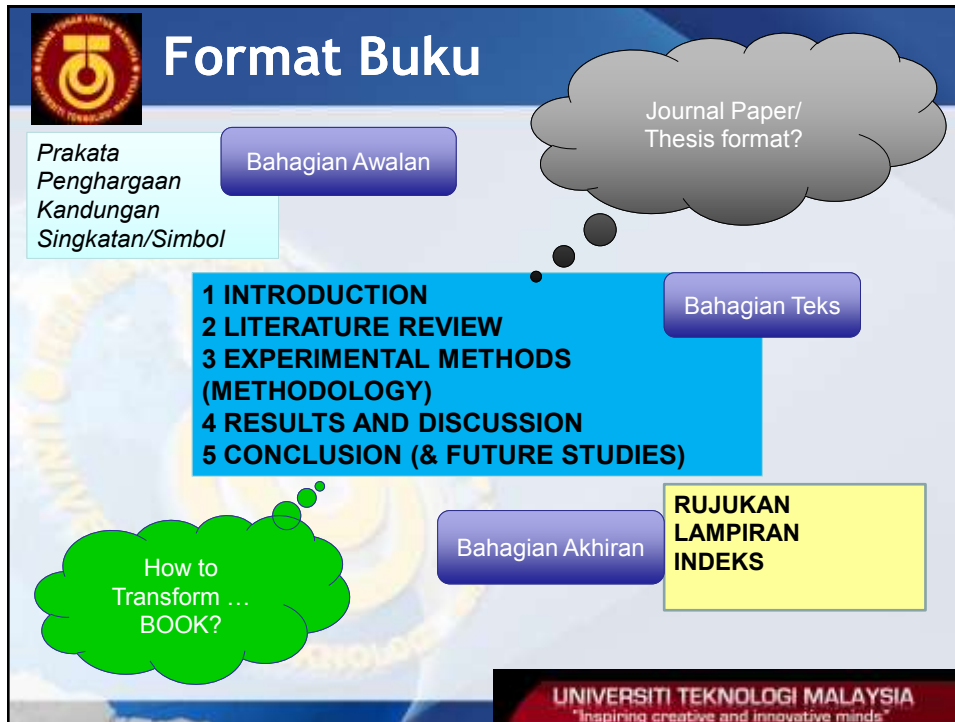 Format Buku
Journal Paper/
Thesis format?
Prakata
Penghargaan
Kandungan
Singkatan/Simbol
Bahagian Awalan
1 INTRODUCTION
2 LITERATURE REVIEW
3 EXPERIMENTAL METHODS
(METHODOLOGY)
4 RESULTS AND DISCUSSION
5 CONCLUSION (& FUTURE STUDIES)
Bahagian Teks
How to
Transform …
BOOK?
Bahagian Akhiran
RUJUKAN
LAMPIRAN
INDEKS
UNIVERSITI TEKNOLOGI MALAYSIA
"Inspiring creative and innovative minds"